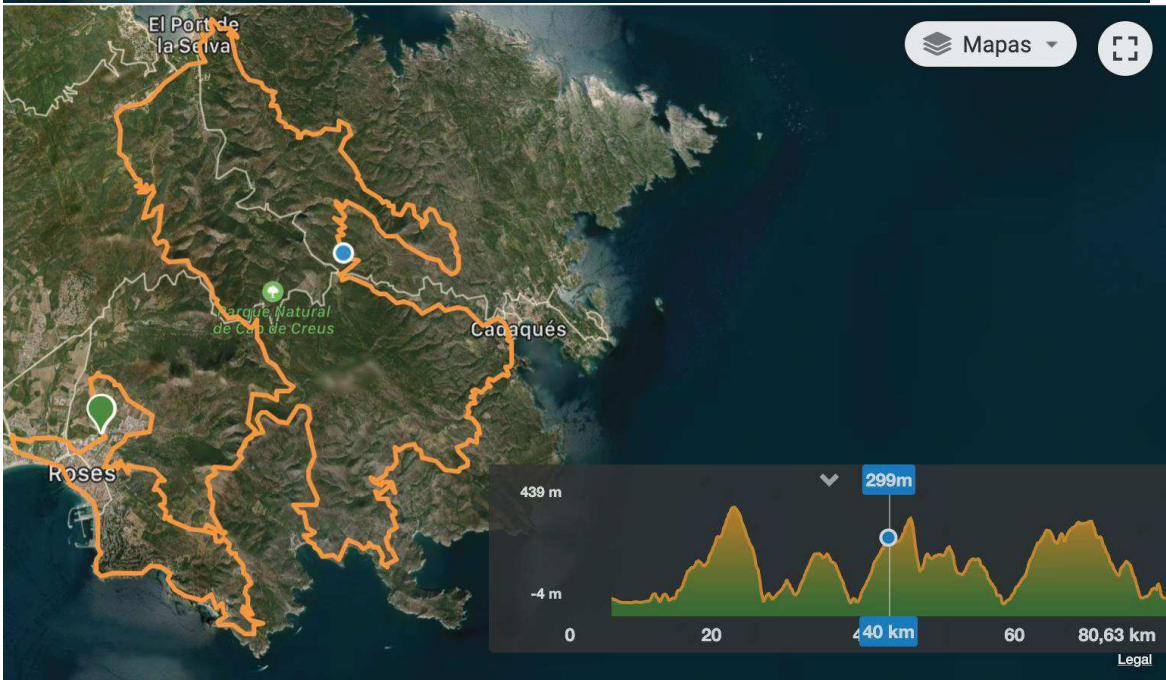 El Port de
la Selva
Mapas
Parque Natural
de Cap de Creus
Cadaqués
Roses
299m
439 m
-4 m
0
20
40 km
60
80,63 km
Legal